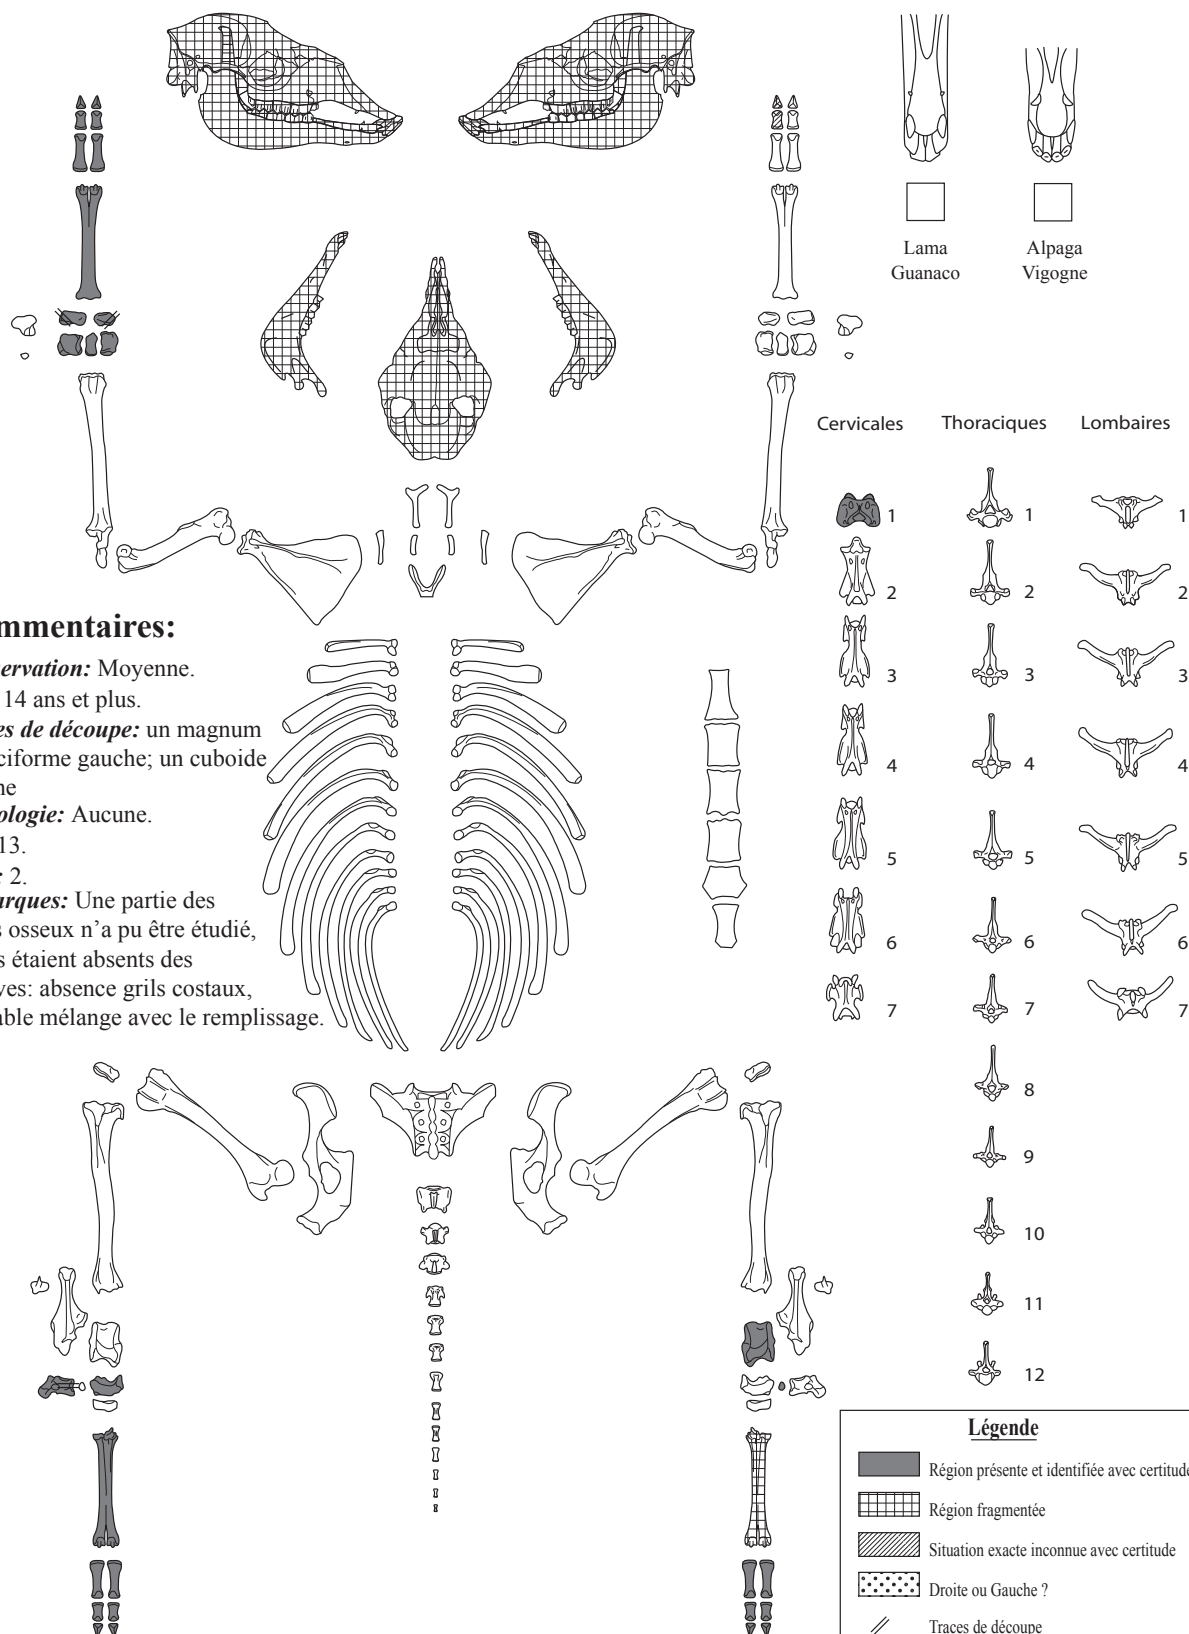 Lama
Guanaco
Alpaga
Vigogne
Cervicales
Thoraciques
Lombaires
1
2
3
4
5
6
7
1
2
3
4
5
6
7
8
9
10
11
12
1
2
3
4
5
6
7
mmentaires:
servation: Moyenne.
14 ans et plus.
es de découpe: un magnum
ciforme gauche; un cuboide
he
ologie: Aucune.
13.
: 2.
arques: Une partie des
s osseux n'a pu être étudié,
s étaient absents des
ves: absence grils costaux,
able mélange avec le remplissage.
Légende
Région présente et identifiée avec certitude
Région fragmentée
Situation exacte inconnue avec certitude
Droite ou Gauche ?
Traces de découpe